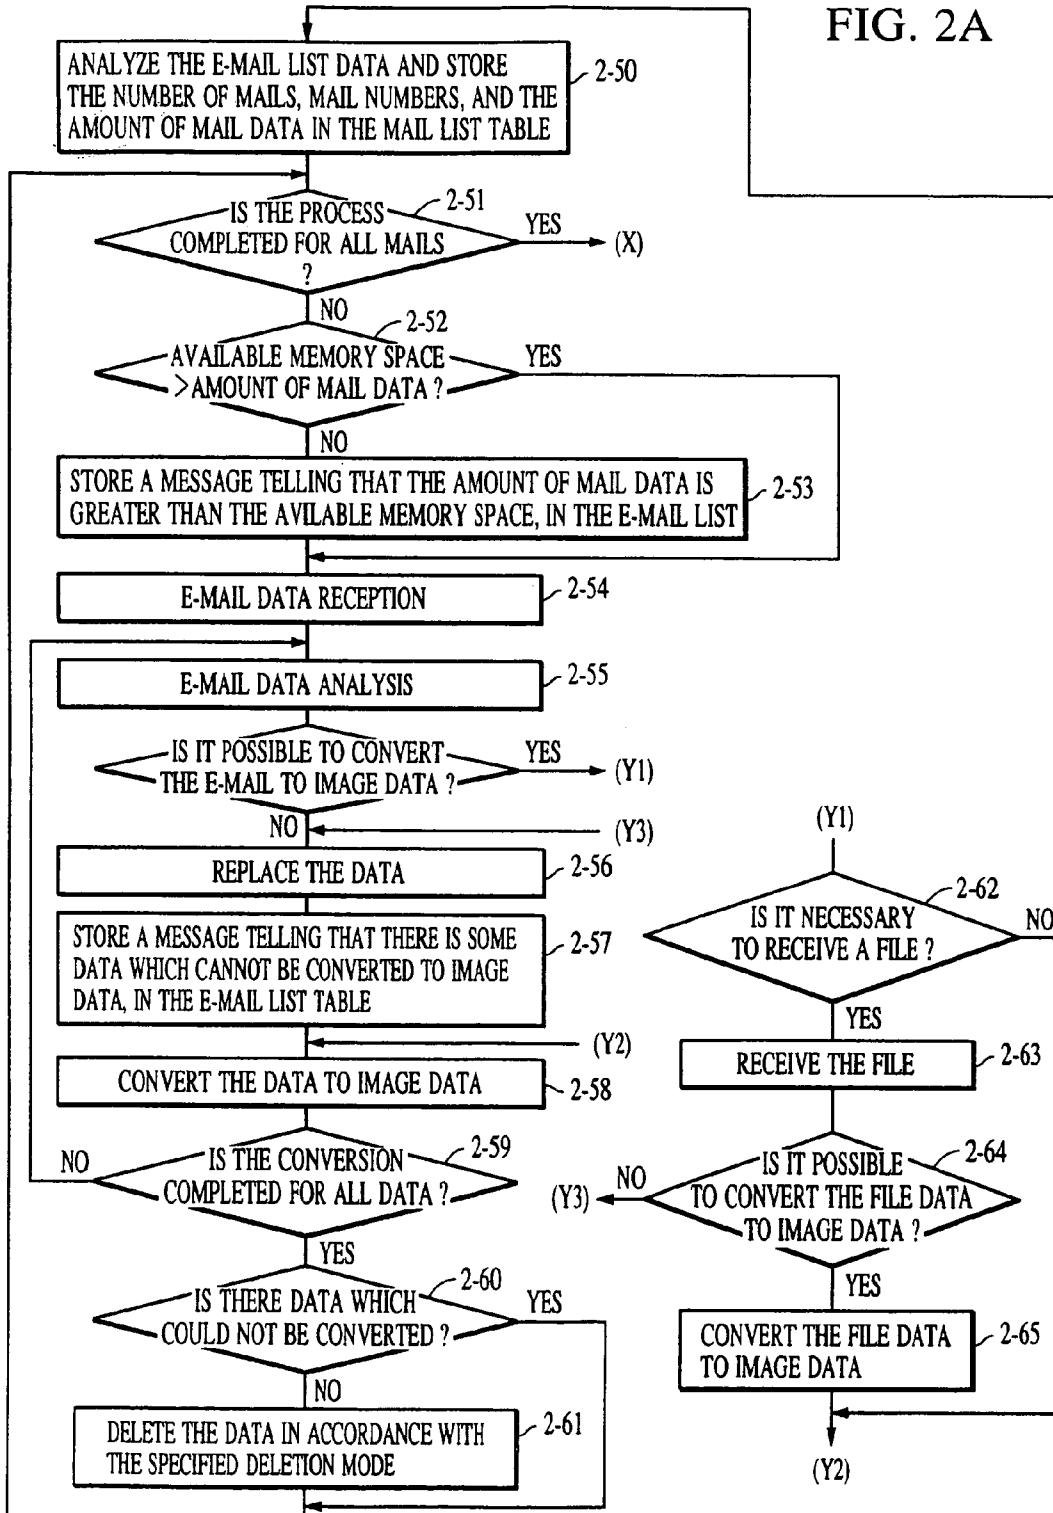 FIG. 2A
ANALYZE THE E-MAIL LIST DATA AND STORE
THE NUMBER OF MAILS, MAIL NUMBERS, AND THE
AMOUNT OF MAIL DATA IN THE MAIL LIST TABLE
2-50
2-51
IS THE PROCESS
COMPLETED FOR ALL MAILS
?
YES
(X)
NO
2-52
AVAILABLE MEMORY SPACE
>AMOUNT OF MAIL DATA ?
YES
NO
STORE A MESSAGE TELLING THAT THE AMOUNT OF MAIL DATA IS
GREATER THAN THE AVILABLE MEMORY SPACE, IN THE E-MAIL LIST
2-53
E-MAIL DATA RECEPTION
2-54
E-MAIL DATA ANALYSIS
2-55
IS IT POSSIBLE TO CONVERT
THE E-MAIL TO IMAGE DATA ?
YES
(Y1)
NO
(Y3)
REPLACE THE DATA
2-56
STORE A MESSAGE TELLING THAT THERE IS SOME
DATA WHICH CANNOT BE CONVERTED TO IMAGE
DATA, IN THE E-MAIL LIST TABLE
2-57
(Y2)
CONVERT THE DATA TO IMAGE DATA
2-58
2-59
IS THE CONVERSION
COMPLETED FOR ALL DATA ?
NO
YES
2-60
IS THERE DATA WHICH
COULD NOT BE CONVERTED ?
YES
NO
DELETE THE DATA IN ACCORDANCE WITH
THE SPECIFIED DELETION MODE
2-61
(Y1)
2-62
IS IT NECESSARY
TO RECEIVE A FILE ?
NO
YES
RECEIVE THE FILE
2-63
2-64
IS IT POSSIBLE
TO CONVERT THE FILE DATA
TO IMAGE DATA ?
NO
(Y3)
YES
CONVERT THE FILE DATA
TO IMAGE DATA
2-65
(Y2)